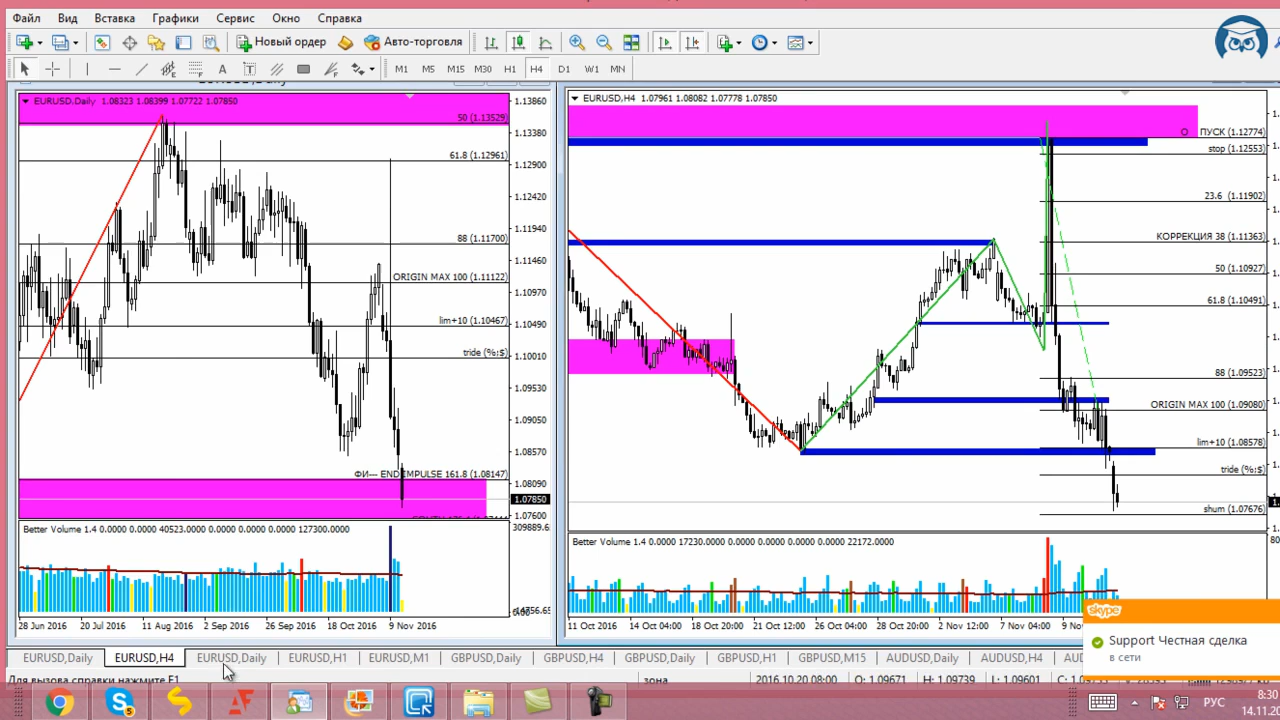 Файл Вид Вставка Графики Сервис Окно Справка
Новый ордер Авто-торговля
M1 M5 M15 M30 H1 H4 D1 W1 MN
EURUSD,Daily 1.08323 1.08399 1.07722 1.07850
50 (1.13529)
61.8 (1.12961)
88 (1.11700)
ORIGIN MAX 100 (1.11122)
lim+10 (1.10467)
tride (%:$)
ФИ--- END IMPULSE 161.8 (1.08147)
1.13860
1.13380
1.12900
1.12420
1.11940
1.11460
1.10970
1.10490
1.10010
1.09530
1.09050
1.08570
1.08090
1.07850
1.07600
Better Volume 1.4 0.0000 0.0000 40523.0000 0.0000 0.0000 127300.0000
28 Jun 2016 20 Jul 2016 11 Aug 2016 2 Sep 2016 26 Sep 2016 18 Oct 2016 9 Nov 2016
EURUSD,H4 1.07961 1.08082 1.07778 1.07850
O ПУСК (1.12774)
stop (1.12553)
23.6 (1.11902)
КОРРЕКЦИЯ 38 (1.11363)
50 (1.10927)
61.8 (1.10491)
88 (1.09523)
ORIGIN MAX 100 (1.09080)
lim+10 (1.08578)
tride (%:$)
shum (1.07676)
Better Volume 1.4 0.0000 0.0000 17230.0000 0.0000 0.0000 22172.0000
11 Oct 2016 14 Oct 04:00 18 Oct 20:00 21 Oct 12:00 26 Oct 04:00 28 Oct 20:00 2 Nov 12:00 7 Nov 04:00
skype
Support Честная сделка
в сети
EURUSD,Daily EURUSD,H4 EURUSD,Daily EURUSD,H1 EURUSD,M1 GBPUSD,Daily GBPUSD,H4 GBPUSD,Daily GBPUSD,H1 GBPUSD,M15 AUDUSD,Daily AUDUSD,H4
Для вызова справки нажмите F1 зона 2016.10.20 08:00 O: 1.09671 H: 1.09739 L: 1.09601
5 РУС 8:30
14.11.20